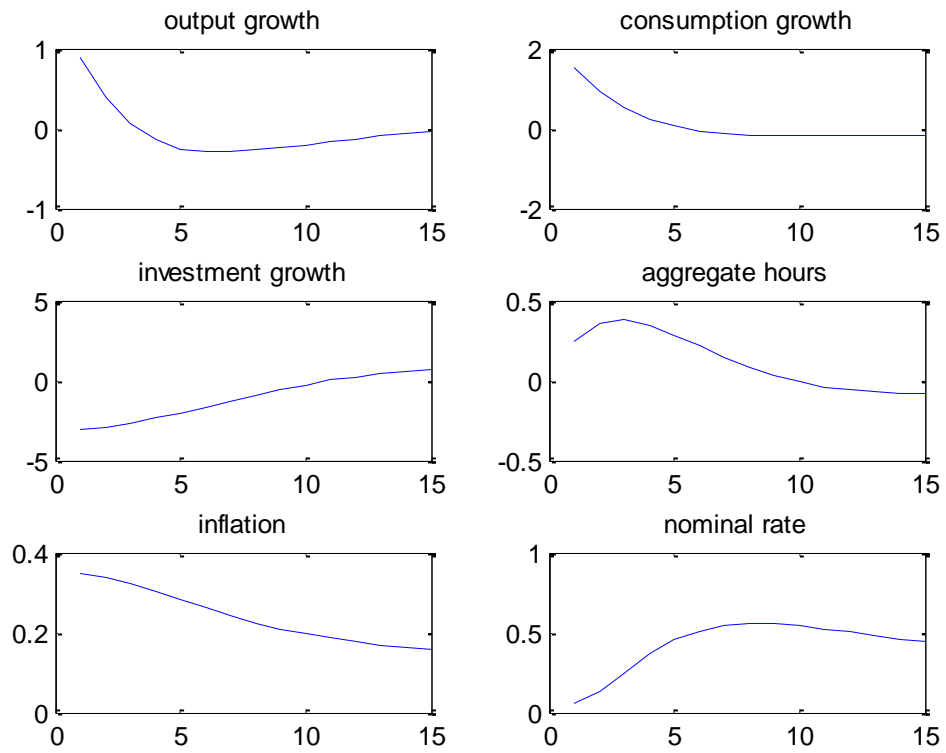 output growth
1
0
-1
0 5 10 15
consumption growth
2
0
-2
0 5 10 15
investment growth
5
0
-5
0 5 10 15
aggregate hours
0.5
0
-0.5
0 5 10 15
inflation
0.4
0.2
0
0 5 10 15
nominal rate
1
0.5
0
0 5 10 15